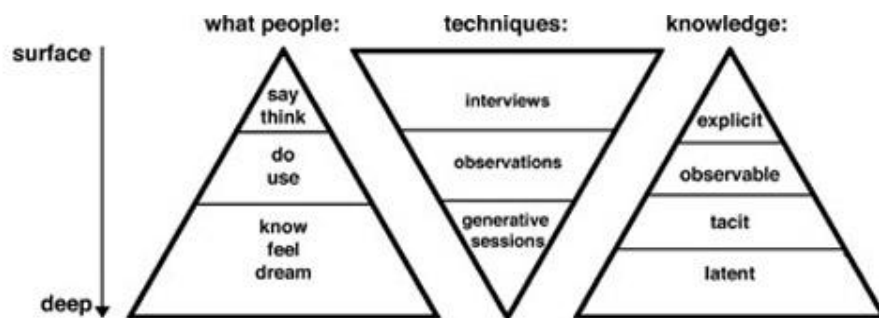 what people:
techniques:
knowledge:
surface
say
think
do
use
know
feel
dream
interviews
observations
generative
sessions
explicit
observable
tacit
latent
deep